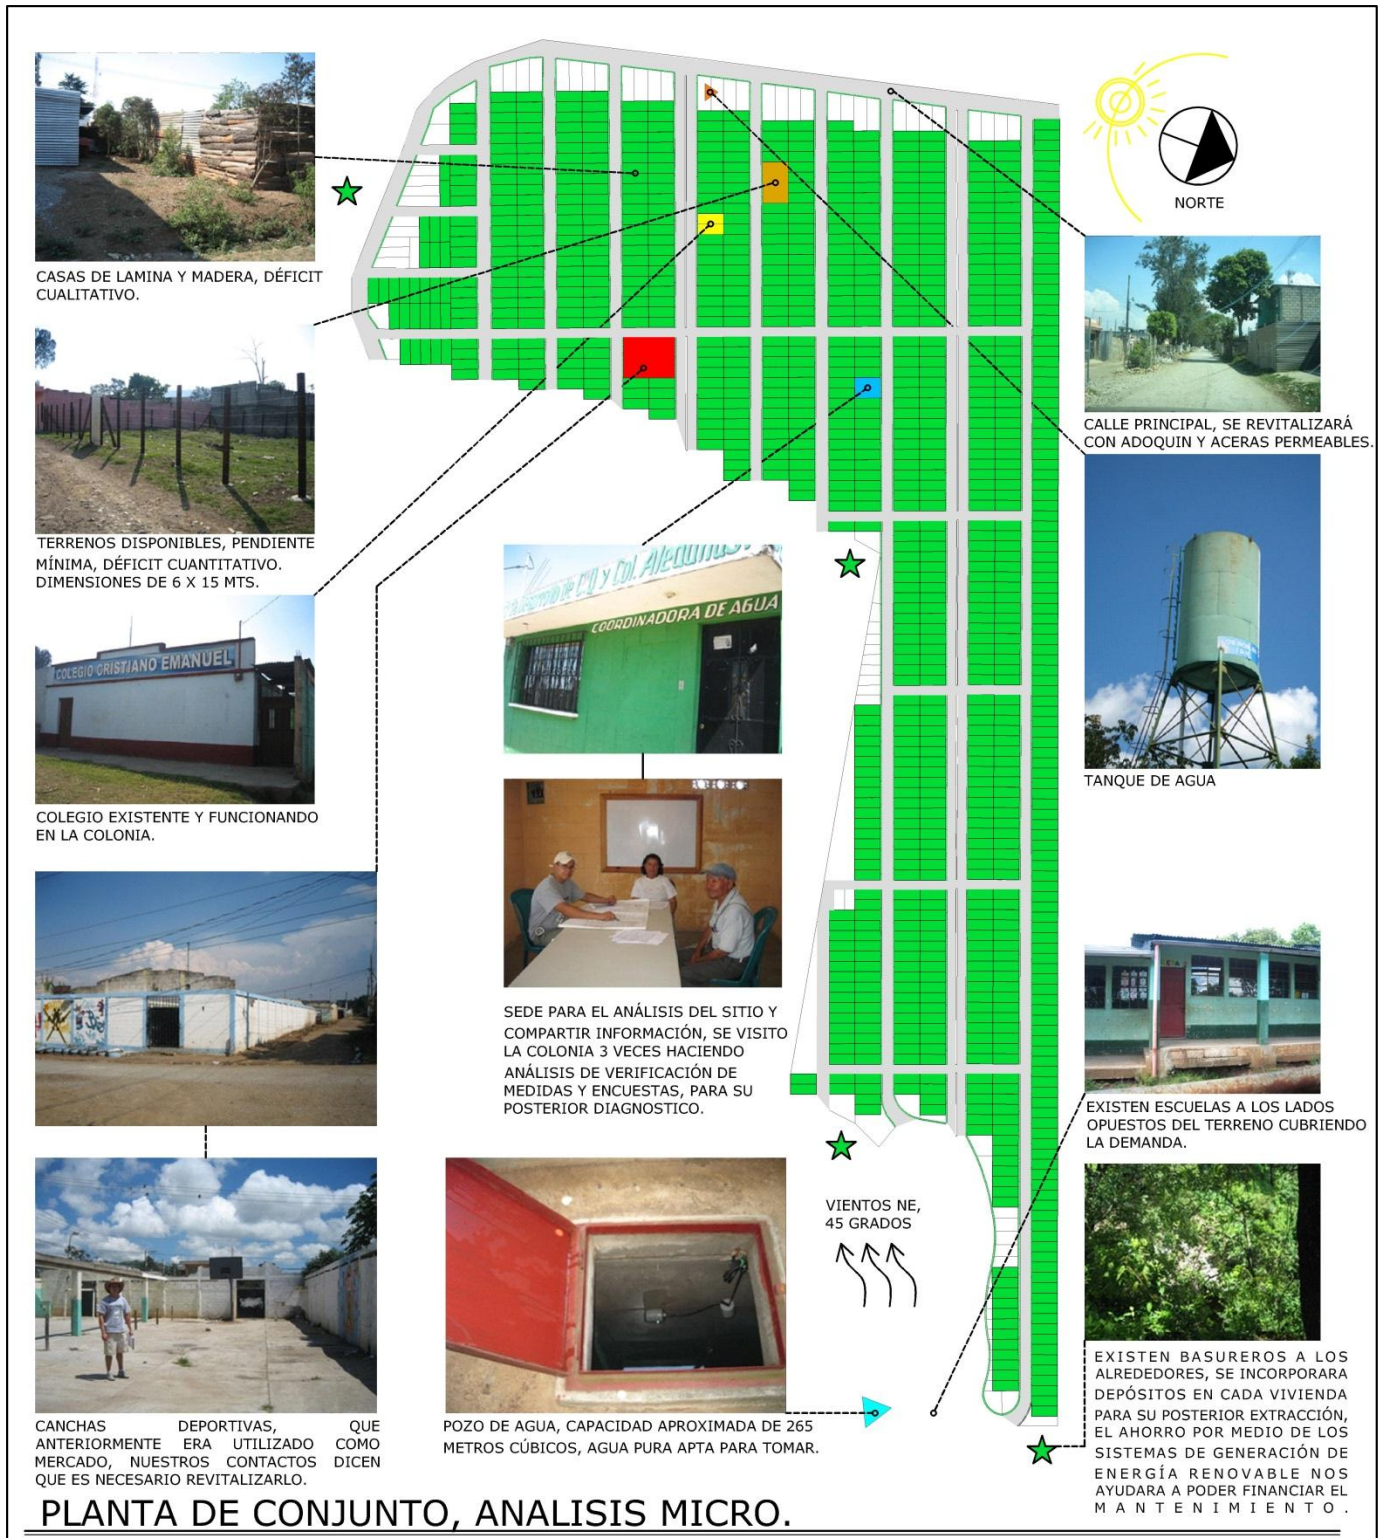 NORTE
CASAS DE LAMINA Y MADERA, DÉFICIT
CUALITATIVO.
TERRENOS DISPONIBLES, PENDIENTE
MÍNIMA, DÉFICIT CUANTITATIVO.
DIMENSIONES DE 6 X 15 MTS.
COLEGIO CRISTIANO EMANUEL
COLEGIO EXISTENTE Y FUNCIONANDO
EN LA COLONIA.
CANCHAS DEPORTIVAS, QUE
ANTERIORMENTE ERA UTILIZADO COMO
MERCADO, NUESTROS CONTACTOS DICEN
QUE ES NECESARIO REVITALIZARLO.
y Col. Aledañas
COORDINADORA DE AGUA
SEDE PARA EL ANÁLISIS DEL SITIO Y
COMPARTIR INFORMACIÓN, SE VISITO
LA COLONIA 3 VECES HACIENDO
ANÁLISIS DE VERIFICACIÓN DE
MEDIDAS Y ENCUESTAS, PARA SU
POSTERIOR DIAGNOSTICO.
POZO DE AGUA, CAPACIDAD APROXIMADA DE 265
METROS CÚBICOS, AGUA PURA APTA PARA TOMAR.
VIENTOS NE,
45 GRADOS
CALLE PRINCIPAL, SE REVITALIZARÁ
CON ADOQUIN Y ACERAS PERMEABLES.
TANQUE DE AGUA
EXISTEN ESCUELAS A LOS LADOS
OPUESTOS DEL TERRENO CUBRIENDO
LA DEMANDA.
EXISTEN BASUREROS A LOS
ALREDEDORES, SE INCORPORARA
DEPÓSITOS EN CADA VIVIENDA
PARA SU POSTERIOR EXTRACCIÓN,
EL AHORRO POR MEDIO DE LOS
SISTEMAS DE GENERACIÓN DE
ENERGÍA RENOVABLE NOS
AYUDARA A PODER FINANCIAR EL
MANTENIMIENTO.
PLANTA DE CONJUNTO, ANALISIS MICRO.